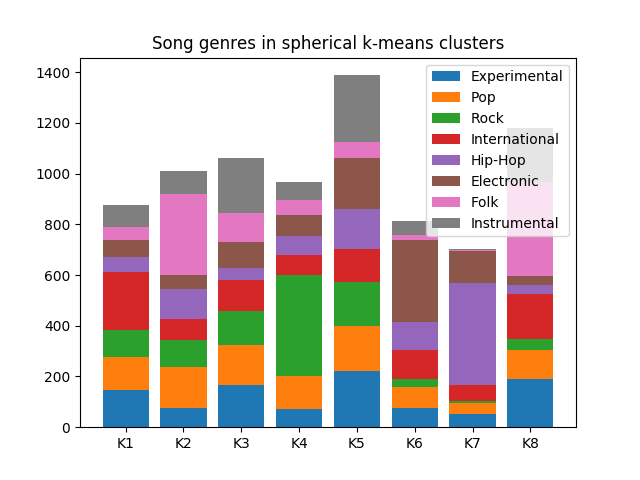 Song genres in spherical k-means clusters
1400
1200
1000
800
600
400
200
0
Experimental
Pop
Rock
International
Hip-Hop
Electronic
Folk
Instrumental
K1 K2 K3 K4 K5 K6 K7 K8